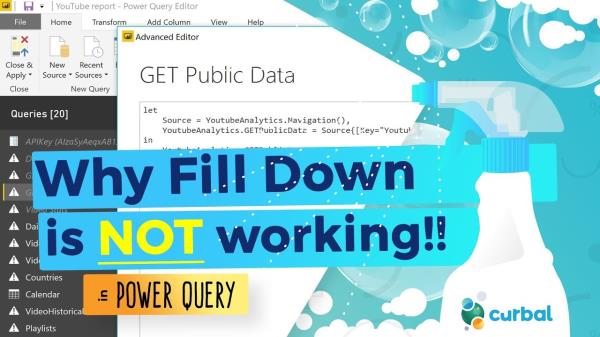 YouTube report - Power Query Editor
File
Home
Transform
Add Column
View
T
Close &
Apply
New
Source
Recent
Sources
Close
New Query
Advanced Editor
GET Public Data
Queries [20]
let
Source = YoutubeAnalytics.Navigation(),
YoutubeAnalytics.GETPublicData = Source{[Key="Youtub
in
Why Fill Down
is NOT working!!
in POWER QUERY
Countries
Calendar
VideoHistorical
Playlists
curbal